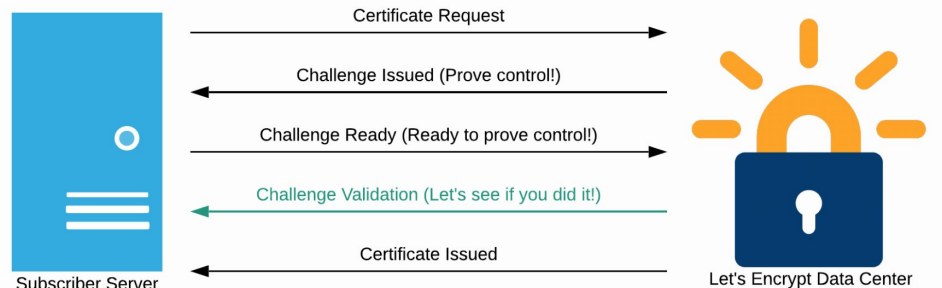 Certificate Request
Challenge Issued (Prove control!)
Challenge Ready (Ready to prove control!)
Challenge Validation (Let's see if you did it!)
Certificate Issued
Subscriber Server
Let's Encrypt Data Center